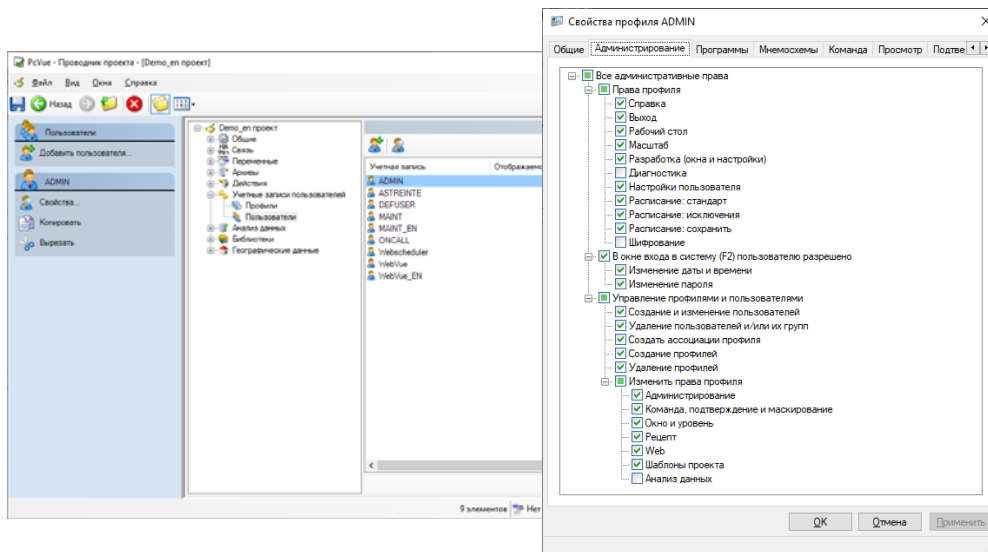 PcVue - Проводник проекта - [Demo_en проект]
Файл Вид Окна Справка
Назад
Пользователи
Добавить пользователя...
ADMIN
Свойства...
Копировать
Вырезать
Demo_en проект
Общие
Связь
Переменные
Архивы
Действия
Учетные записи пользователей
Профили
Пользователи
Анализ данных
Библиотеки
Географические данные
Учетная запись Отображаемо
ADMIN
ASTREINTE
DEFUSER
MAINT
MAINT_EN
ONCALL
Webscheduler
WebVue
WebVue_EN
9 элементов Нет
Свойства профиля ADMIN
Общие Администрирование Программы Мнемосхемы Команда Просмотр Подтве
Все административные права
Права профиля
Справка
Выход
Рабочий стол
Масштаб
Разработка (окна и настройки)
Диагностика
Настройки пользователя
Расписание: стандарт
Расписание: исключения
Расписание: сохранить
Шифрование
В окне входа в систему (F2) пользователю разрешено
Изменение даты и времени
Изменение пароля
Управление профилями и пользователями
Создание и изменение пользователей
Удаление пользователей и/или их групп
Создать ассоциации профиля
Создание профилей
Удаление профилей
Изменить права профиля
Администрирование
Команда, подтверждение и маскирование
Окно и уровень
Рецепт
Web
Шаблоны проекта
Анализ данных
OK Отмена Применить